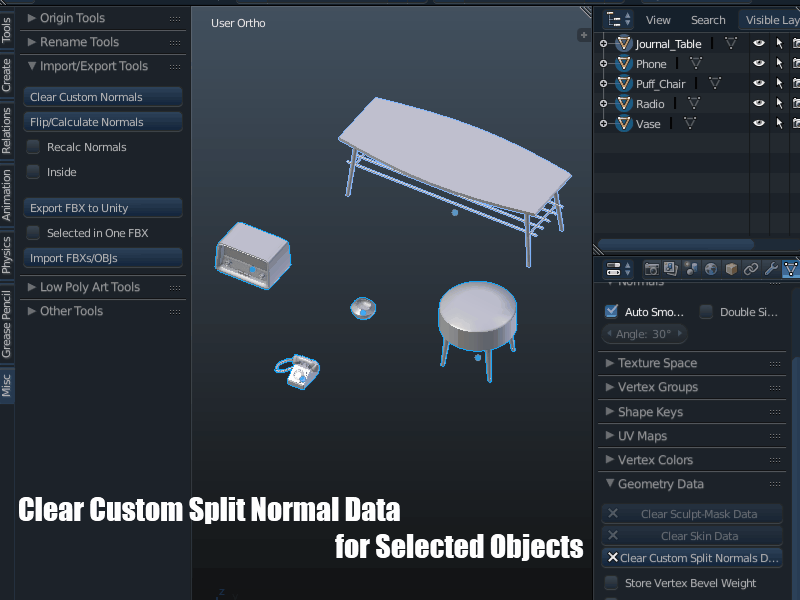 User Ortho
Tools
Create
Relations
Animation
Physics
Grease Pencil
Misc
Origin Tools
Rename Tools
Import/Export Tools
Clear Custom Normals
Flip/Calculate Normals
Recalc Normals
Inside
Export FBX to Unity
Selected in One FBX
Import FBXs/OBJs
Low Poly Art Tools
Other Tools
View Search Visible Lay
Journal_Table
Phone
Puff_Chair
Radio
Vase
Normals
Auto Smo... Double Si...
Angle: 30°
Texture Space
Vertex Groups
Shape Keys
UV Maps
Vertex Colors
Geometry Data
Clear Sculpt-Mask Data
Clear Skin Data
Clear Custom Split Normals D...
Store Vertex Bevel Weight
Clear Custom Split Normal Data
for Selected Objects